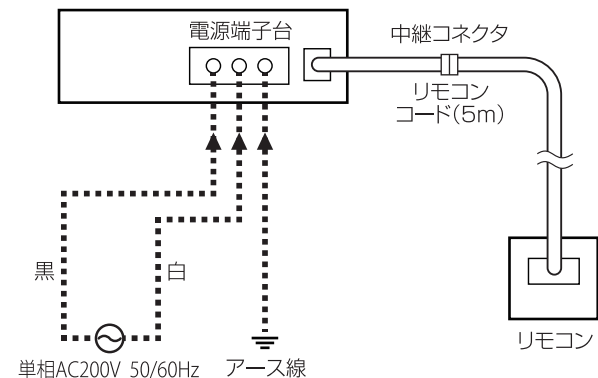 電源端子台
中継コネクタ
リモコン
コード(5m)
黒
白
単相AC200V 50/60Hz
アース線
リモコン